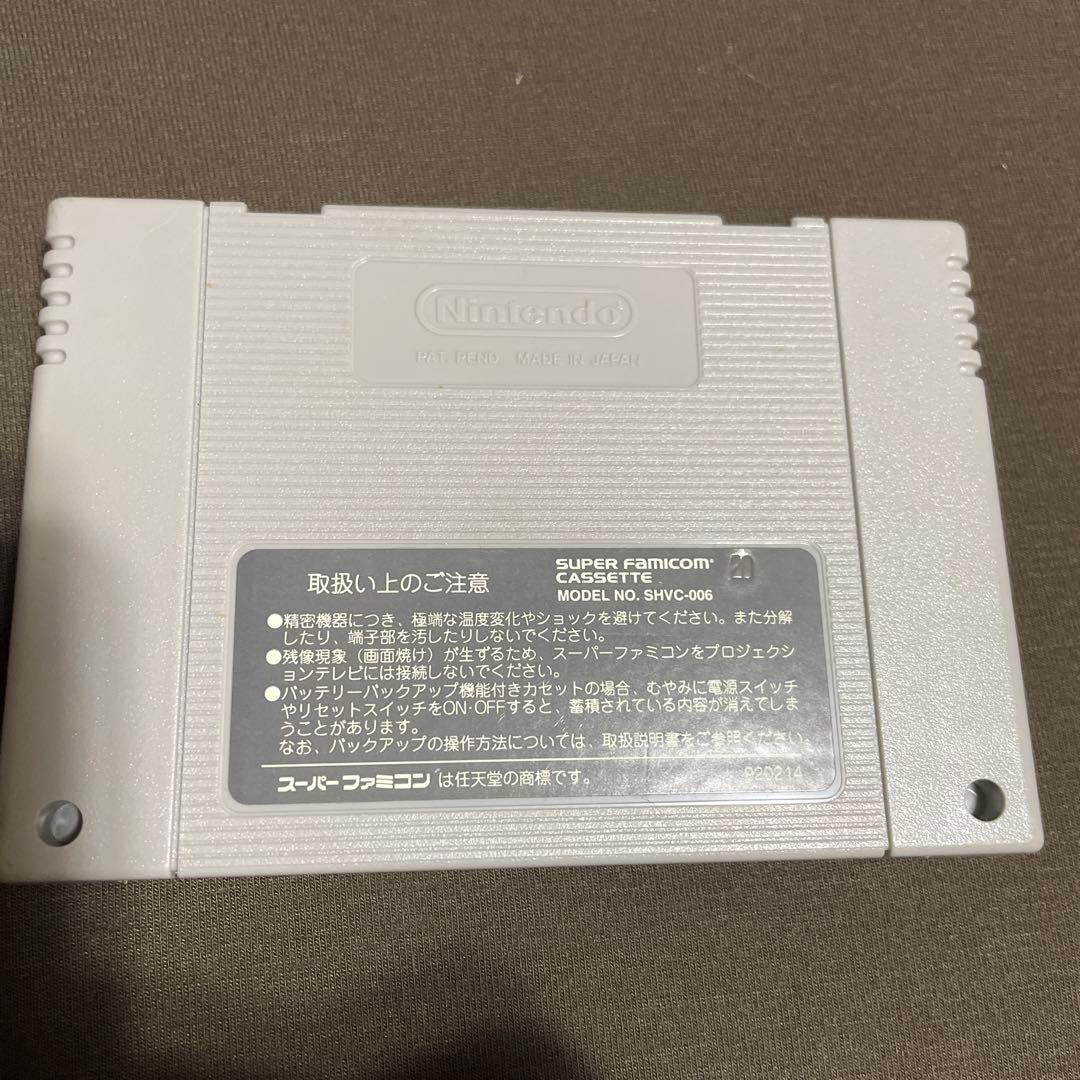 Nintendo®
PAT. PEND. MADE IN JAPAN
取扱い上のご注意
SUPER FAMICOM®
CASSETTE
MODEL NO. SHVC-006
20
●精密機器につき、極端な温度変化やショックを避けてください。また分解
したり、端子部を汚したりしないでください。
●残像現象（画面焼け）が生ずるため、スーパーファミコンをプロジェクシ
ョンテレビには接続しないでください。
●バッテリーバックアップ機能付きカセットの場合、むやみに電源スイッチ
やリセットスイッチをON·OFFすると、蓄積されている内容が消えてしま
うことがあります。
なお、バックアップの操作方法については、取扱説明書をご参照ください。
スーパーファミコンは任天堂の商標です。
920214